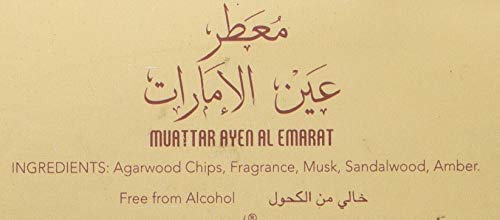 معطر
عين الإمارات
MUATTAR AYEN AL EMARAT
INGREDIENTS: Agarwood Chips, Fragrance, Musk, Sandalwood, Amber.
Free from Alcohol خالي من الكحول
®